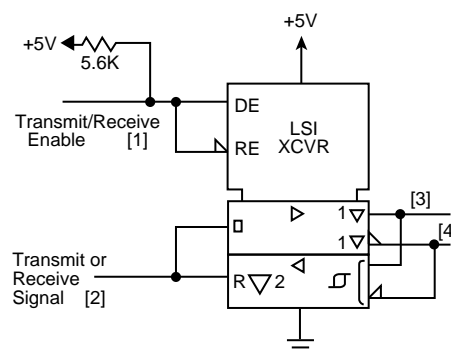 +5V
+5V
5.6K
DE
Transmit/Receive
Enable [1]
LSI
XCVR
RE
[3]
1
D
1
[4
Transmit or
Receive
Signal [2]
R 2